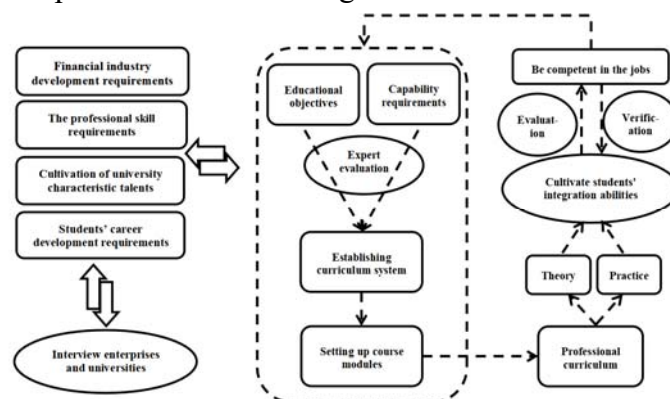 Financial industry
development requirements
The professional skill
requirements
Cultivation of university
characteristic talents
Students' career
development requirements
Interview enterprises
and universities
Educational
objectives
Capability
requirements
Expert
evaluation
Establishing
curriculum system
Setting up course
modules
Be competent in the jobs
Evaluat-
ion
Verific-
ation
Cultivate students'
integration abilities
Theory
Practice
Professional
curriculum